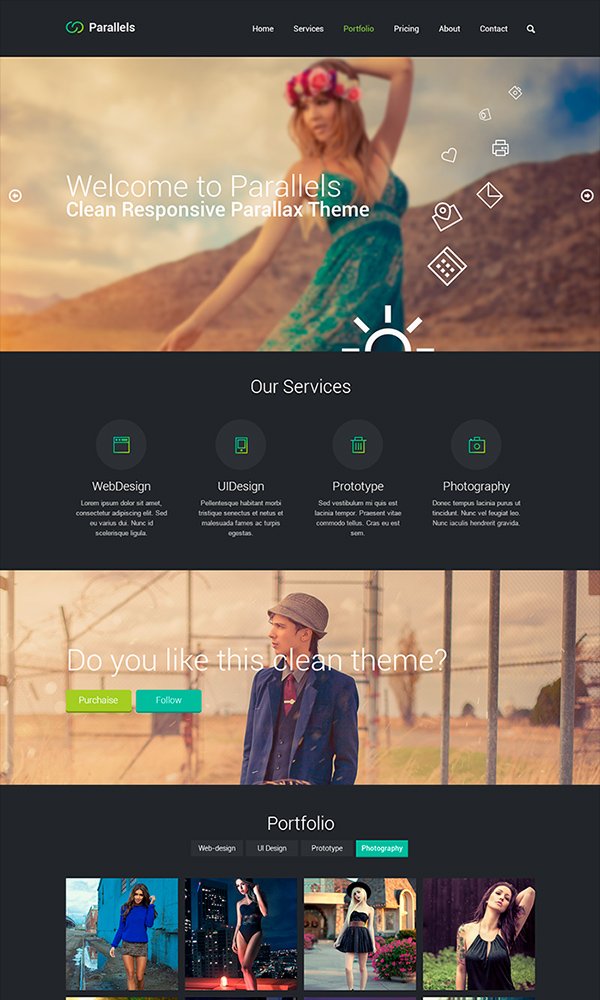 Parallels
Home Services Portfolio Pricing About Contact
Welcome to Parallels
Clean Responsive Parallax Theme
Our Services
WebDesign
Lorem ipsum dolor sit amet,
consectetur adipiscing elit. Sed
eu varius dui. Nunc id
scelerisque ligula.
UIDesign
Pellentesque habitant morbi
tristique senectus et netus et
malesuada fames ac turpis
egestas.
Prototype
Sed vestibulum mi quis est
lacinia tempor. Praesent vitae
commodo tellus. Cras eu est
sem.
Photography
Donec tempus lacinia purus ut
tincidunt. Nunc vel feugiat leo.
Nunc iaculis hendrerit gravida.
Do you like this clean theme?
Purchaise Follow
Portfolio
Web-design UI Design Prototype Photography